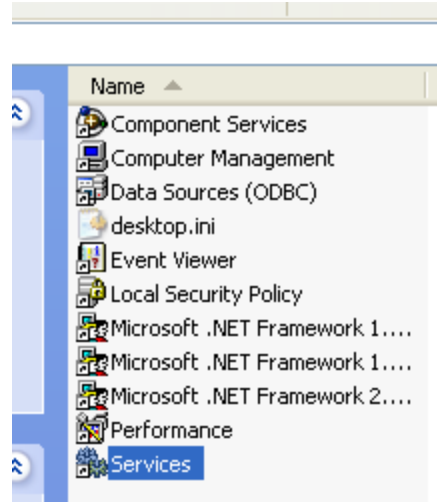 Name
Component Services
Computer Management
Data Sources (ODBC)
desktop.ini
Event Viewer
Local Security Policy
Microsoft .NET Framework 1....
Microsoft .NET Framework 1....
Microsoft .NET Framework 2....
Performance
Services